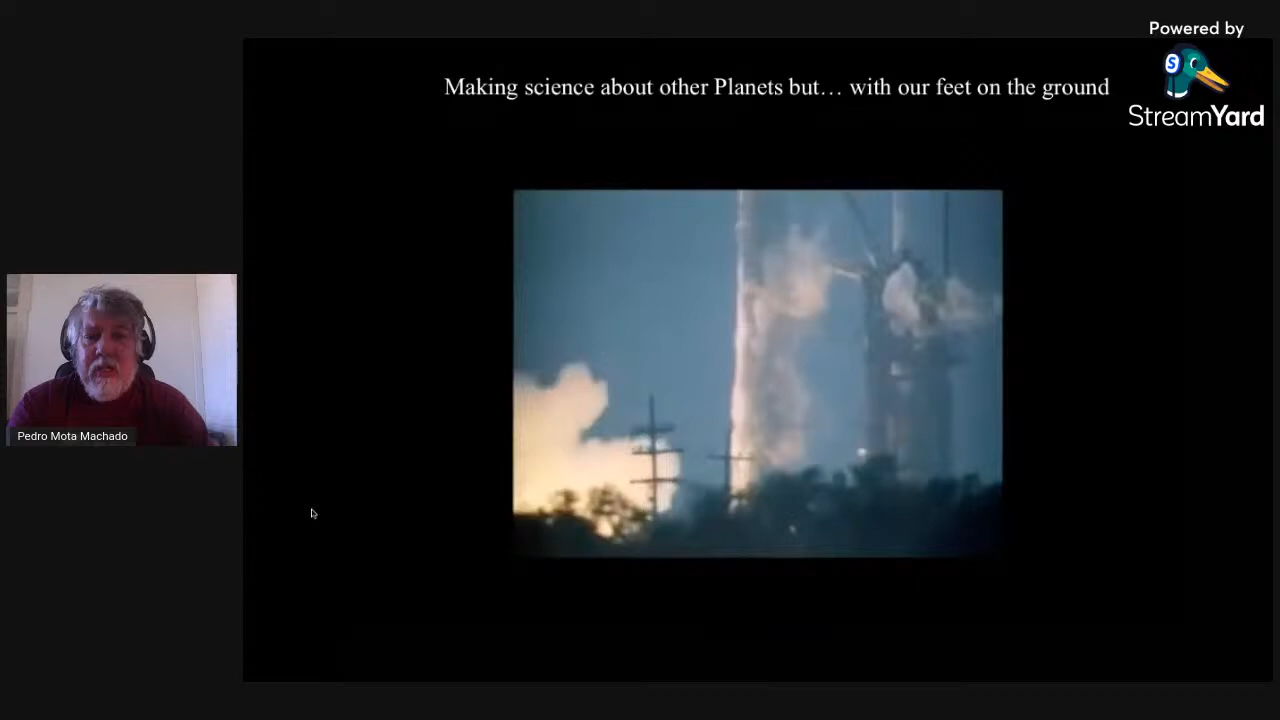 Powered by
S
StreamYard
Making science about other Planets but... with our feet on the ground
Pedro Mota Machado